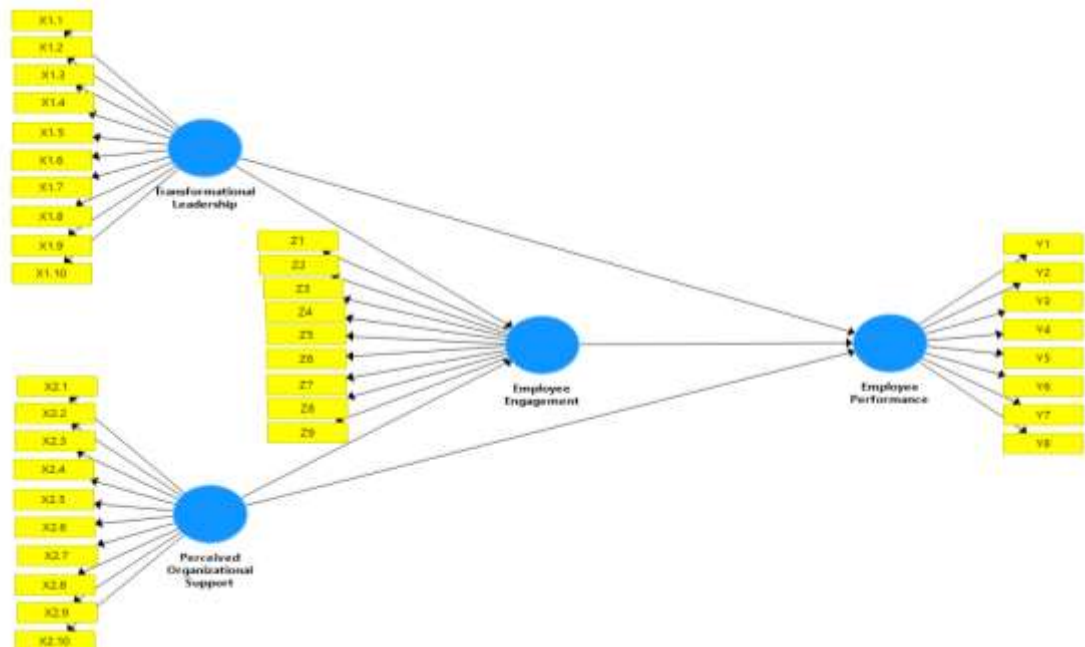 X1.1
X1.2
X1.3
X1.4
X1.5
X1.6
X1.7
X1.8
X1.9
X1.10
Transformational
Leadership
Z1
Z2
Z3
Z4
Z5
Z6
Z7
Z8
Z9
Employee
Engagement
Y1
Y2
Y3
Y4
Y5
Y6
Y7
Y8
Employee
Performance
X2.1
X2.2
X2.3
X2.4
X2.5
X2.6
X2.7
X2.8
X2.9
X2.10
Perceived
Organizational
Support